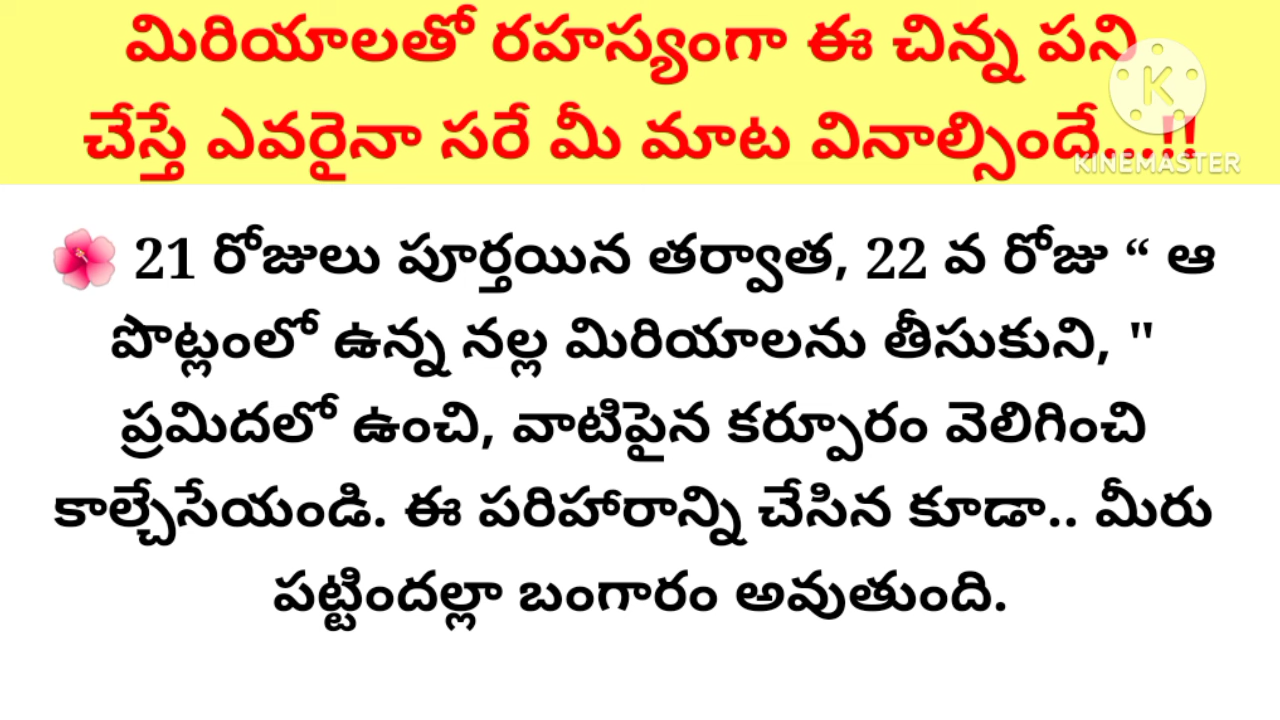 మిరియాలతో రహస్యంగా ఈ చిన్న పని
చేస్తే ఎవరైనా సరే మీ మాట వినాల్సిందే...!!
KINEMASTER
🌺 21 రోజులు పూర్తయిన తర్వాత, 22 వ రోజు “ ఆ
పొట్లంలో ఉన్న నల్ల మిరియాలను తీసుకుని, "
ప్రమిదలో ఉంచి, వాటిపైన కర్పూరం వెలిగించి
కాల్చేసేయండి. ఈ పరిహారాన్ని చేసిన కూడా.. మీరు
పట్టిందల్లా బంగారం అవుతుంది.